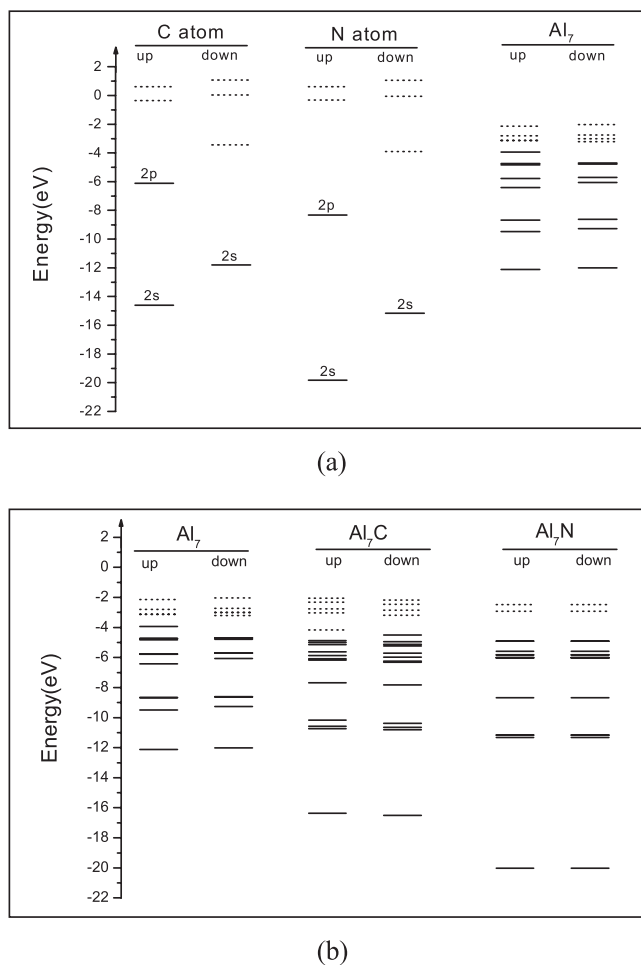 C atom N atom Al₇
up down up down up down
2
0
-2
-4
-6
-8
-10
-12
-14
-16
-18
-20
-22
Energy(eV)
2p
2s
2s
2p
2s
2s
(a)
Al₇ Al₇C Al₇N
up down up down up down
2
0
-2
-4
-6
-8
-10
-12
-14
-16
-18
-20
-22
Energy(eV)
(b)